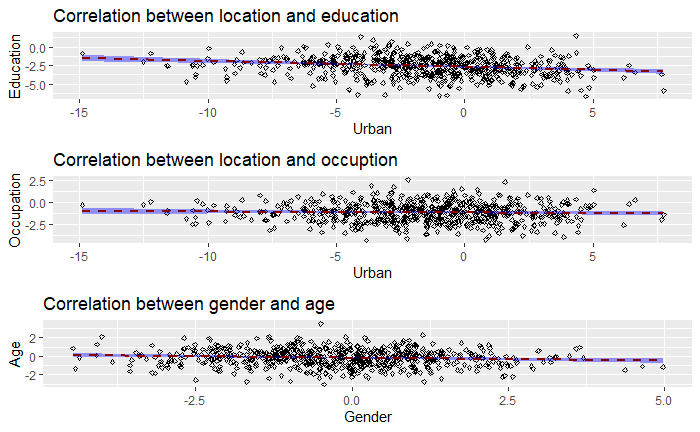 Correlation between location and education
Education
0.0
-2.5
-5.0
-15 -10 -5 0 5
Urban
Correlation between location and occuption
Occupation
2.5
0.0
-2.5
-15 -10 -5 0 5
Urban
Correlation between gender and age
Age
2
0
-2
-2.5 0.0 2.5 5.0
Gender